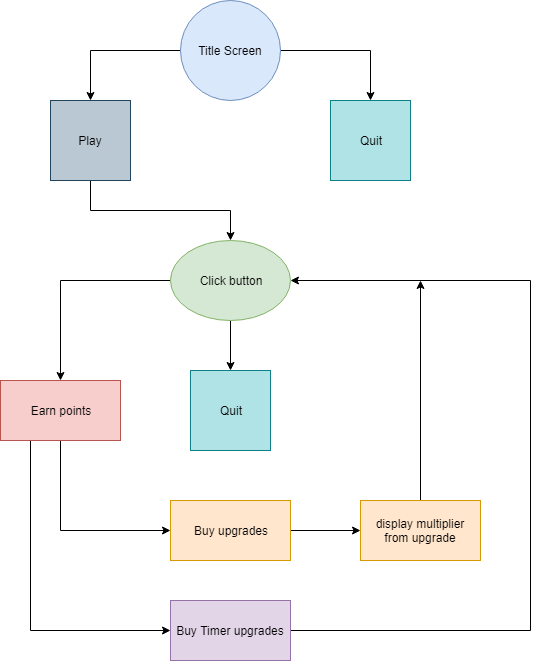 Title Screen
Play
Quit
Click button
Earn points
Quit
Buy upgrades
display multiplier
from upgrade
Buy Timer upgrades